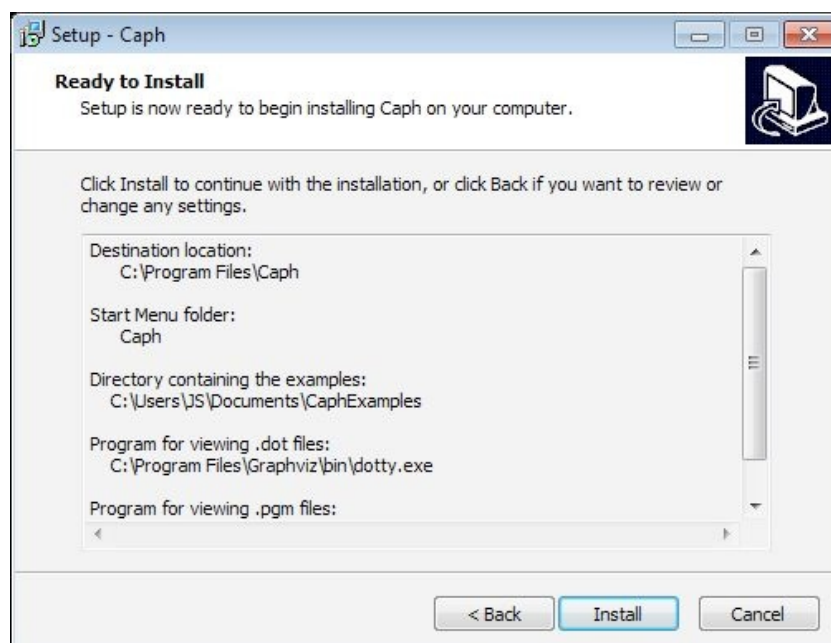 Setup - Caph
Ready to Install
Setup is now ready to begin installing Caph on your computer.
Click Install to continue with the installation, or click Back if you want to review or
change any settings.
Destination location:
C:\Program Files\Caph
Start Menu folder:
Caph
Directory containing the examples:
C:\Users\JS\Documents\CaphExamples
Program for viewing .dot files:
C:\Program Files\Graphviz\bin\dotty.exe
Program for viewing .pgm files:
< Back Install Cancel